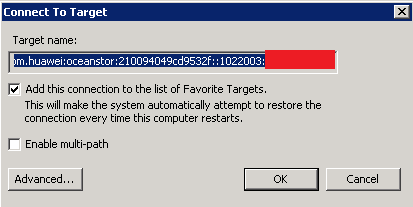 Connect To Target
Target name:
om.huawei:oceanstor:210094049cd9532f::1022003:
Add this connection to the list of Favorite Targets.
This will make the system automatically attempt to restore the
connection every time this computer restarts.
Enable multi-path
Advanced...
OK
Cancel